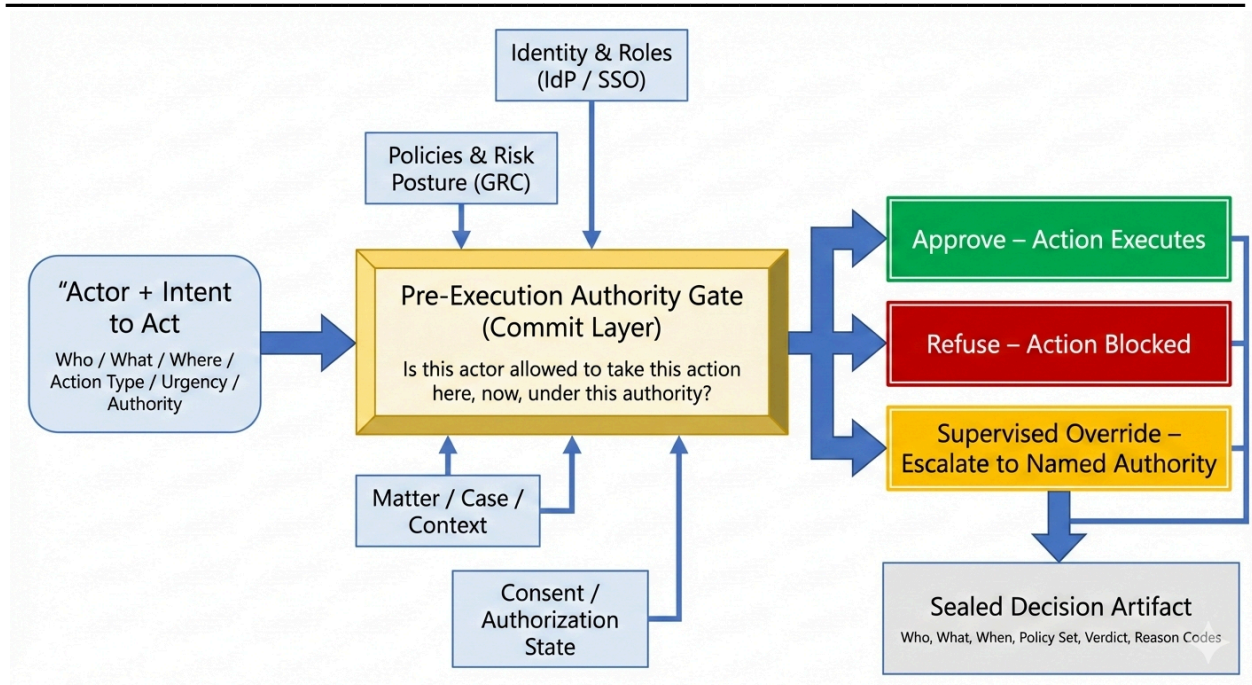 Identity & Roles
(IdP / SSO)
Policies & Risk
Posture (GRC)
“Actor + Intent
to Act
Who / What / Where /
Action Type / Urgency /
Authority
Pre-Execution Authority Gate
(Commit Layer)
Is this actor allowed to take this action
here, now, under this authority?
Approve – Action Executes
Refuse – Action Blocked
Supervised Override –
Escalate to Named Authority
Matter / Case /
Context
Consent /
Authorization
State
Sealed Decision Artifact
Who, What, When, Policy Set, Verdict, Reason Codes